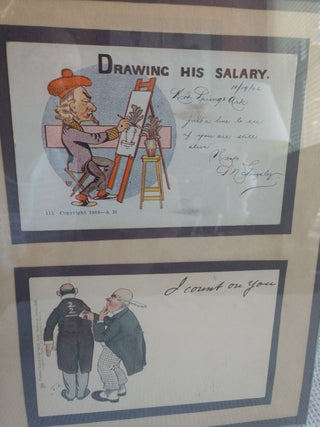 DRAWING HIS SALARY.
Hot Springs Ark
just a line to see
if you are still
alive
111 Copyright 1906—A H
I count on you